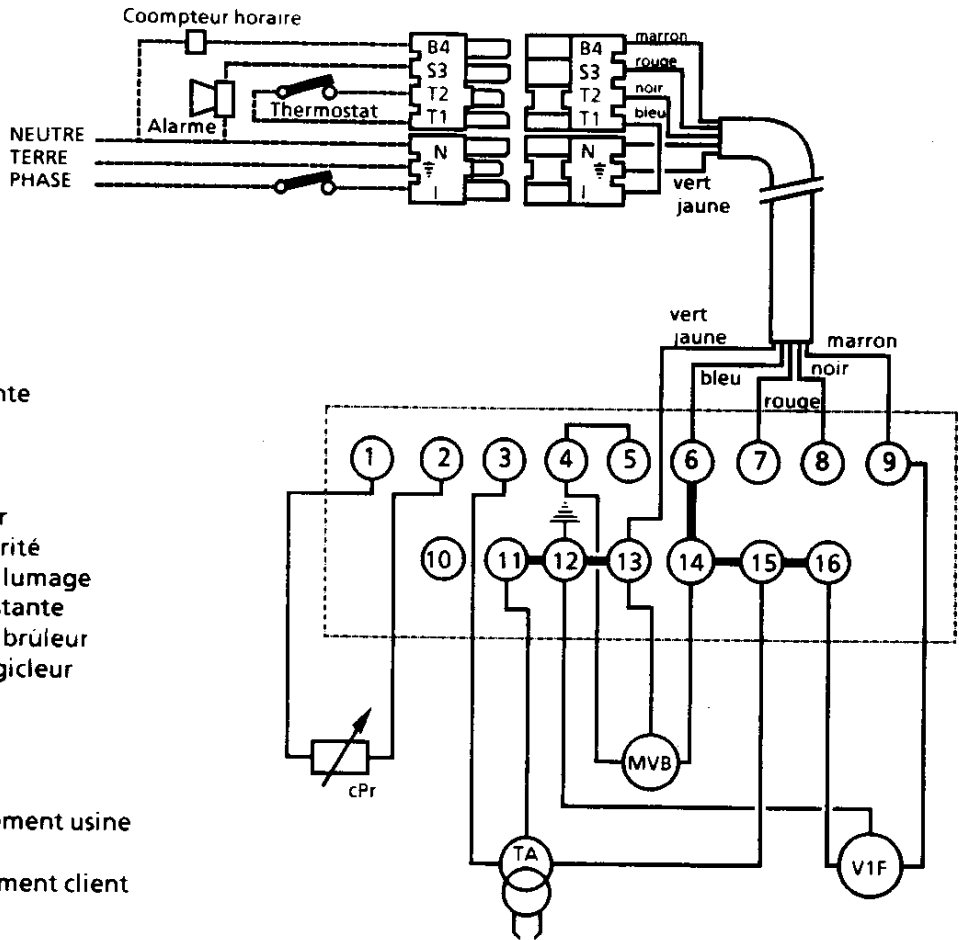 Coompteur horaire
B4
S3
T2
T1
N
I
Alarme
Thermostat
NEUTRE
TERRE
PHASE
B4
S3
T2
T1
N
I
marron
rouge
noir
bleu
vert
jaune
vert
jaune
bleu
rouge
noir
marron
1
2
3
4
5
6
7
8
9
10
11
12
13
14
15
16
cPr
MVB
TA
V1F
nte
r
rité
lumage
stante
brûleur
gicleur
ement usine
ment client